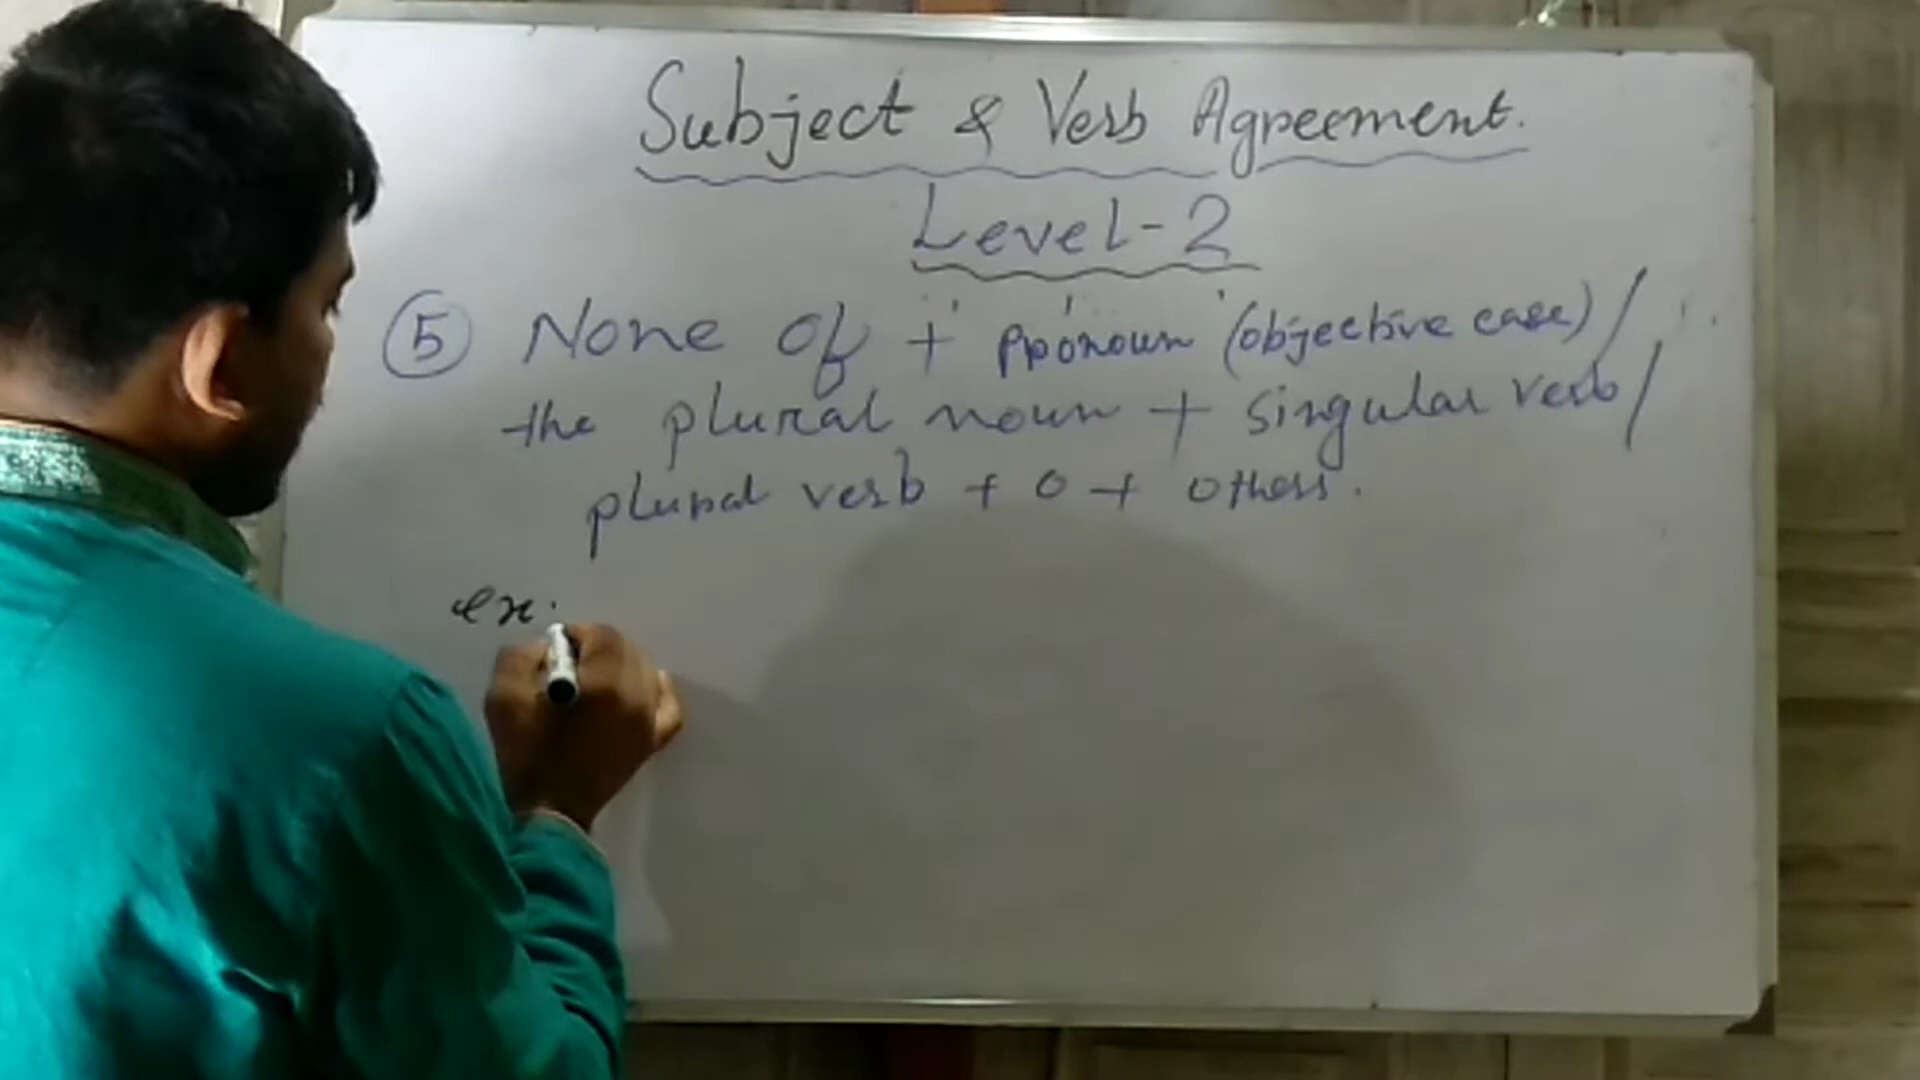 Subject & Verb Agreement.
Level-2
⑤ None of + pronoun (objective case)/
the plural noun + singular verb/
plural verb + o + others.
ex.